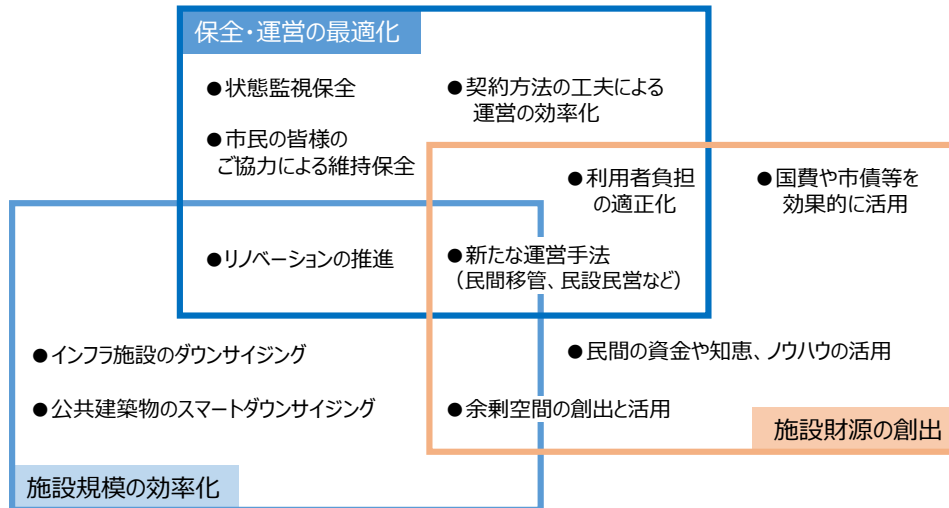 保全・運営の最適化
●状態監視保全
●契約方法の工夫による
運営の効率化
●市民の皆様の
ご協力による維持保全
●利用者負担
の適正化
●国費や市債等を
効果的に活用
●リノベーションの推進
●新たな運営手法
（民間移管、民設民営など）
●インフラ施設のダウンサイジング
●民間の資金や知恵、ノウハウの活用
●公共建築物のスマートダウンサイジング
●余剰空間の創出と活用
施設財源の創出
施設規模の効率化